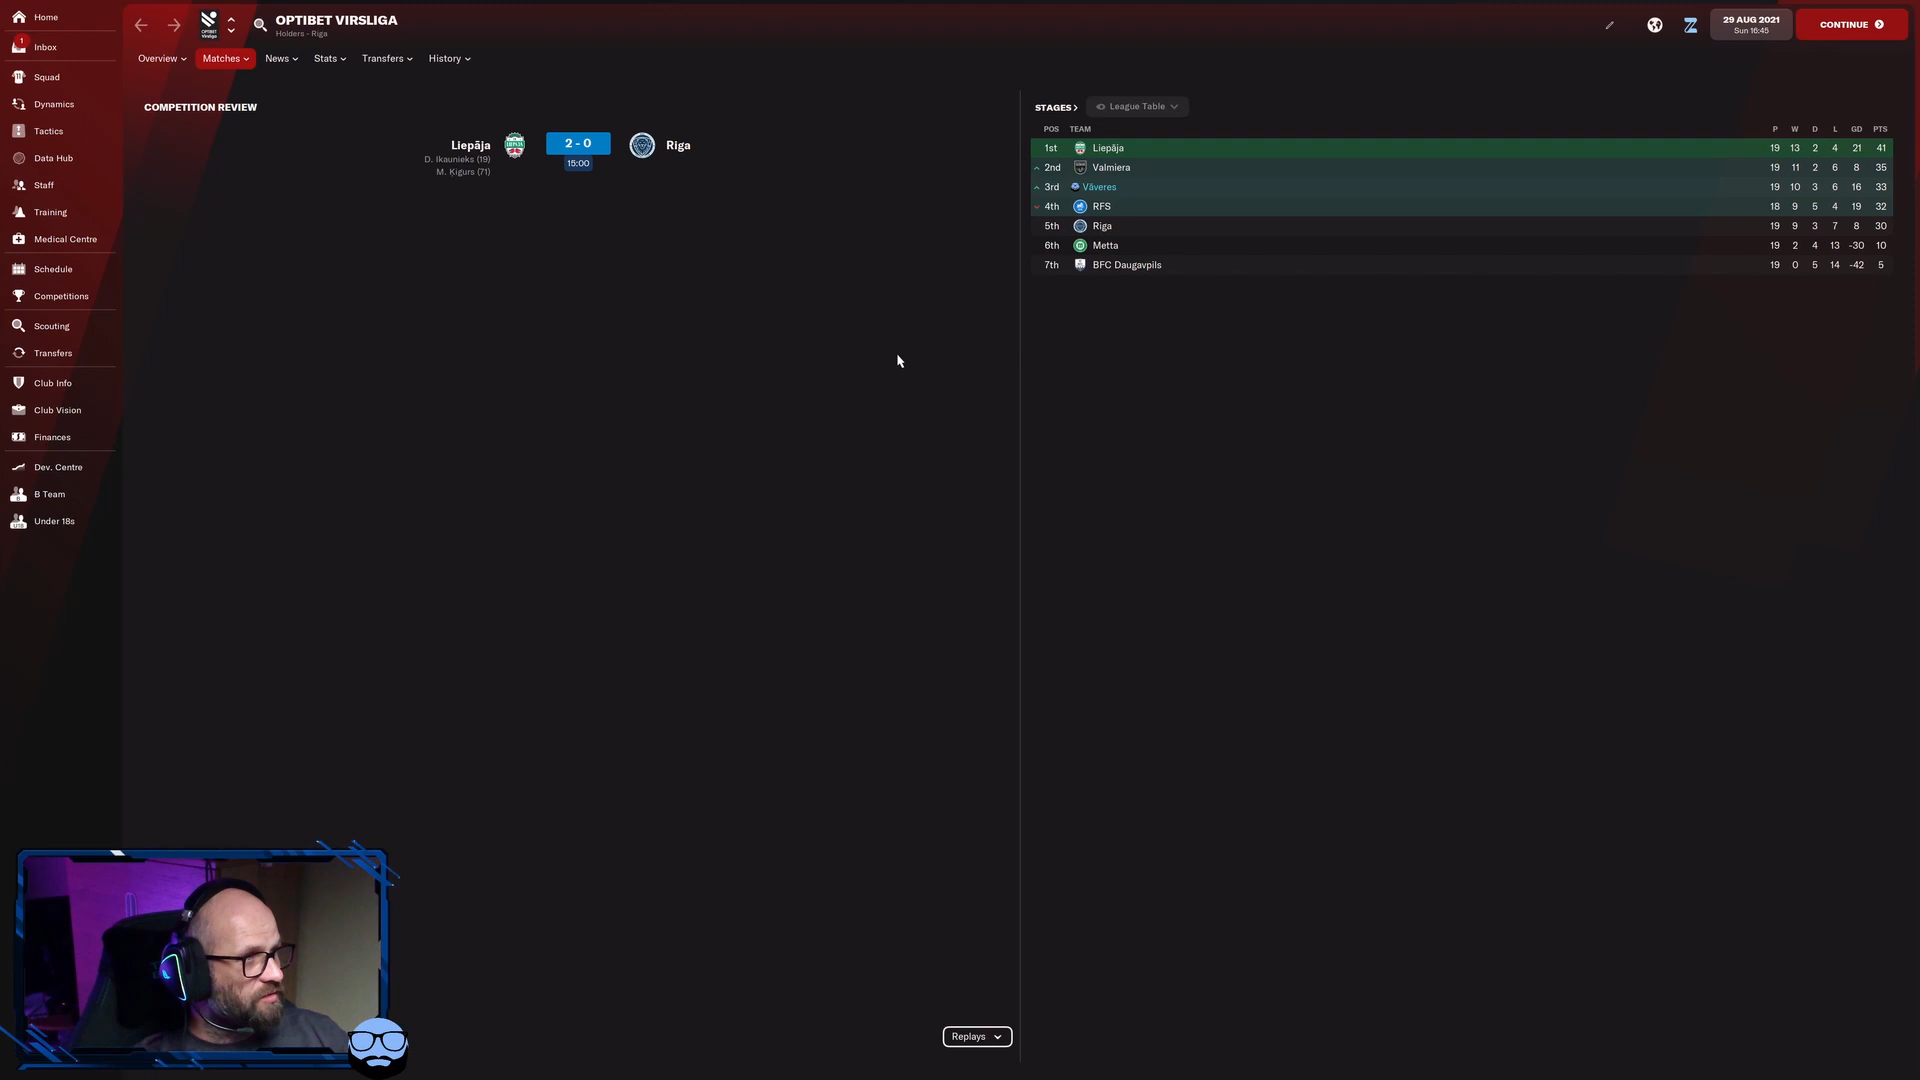 Home
Inbox
1
Squad
Dynamics
Tactics
Data Hub
Staff
Training
Medical Centre
Schedule
Competitions
Scouting
Transfers
Club Info
Club Vision
Finances
Dev. Centre
B Team
Under 18s
OPTIBET VIRSLIGA
Holders - Riga
29 AUG 2021
Sun 16:45
CONTINUE
Overview Matches News Stats Transfers History
COMPETITION REVIEW
Liepāja 2 - 0 Riga
D. Ikaunieks (19)
M. Ķigurs (71)
15:00
Replays
STAGES League Table
POS TEAM P W D L GD PTS
1st Liepāja 19 13 2 4 21 41
2nd Valmiera 19 11 2 6 8 35
3rd Vāveres 19 10 3 6 16 33
4th RFS 18 9 5 4 19 32
5th Riga 19 9 3 7 8 30
6th Metta 19 2 4 13 -30 10
7th BFC Daugavpils 19 0 5 14 -42 5